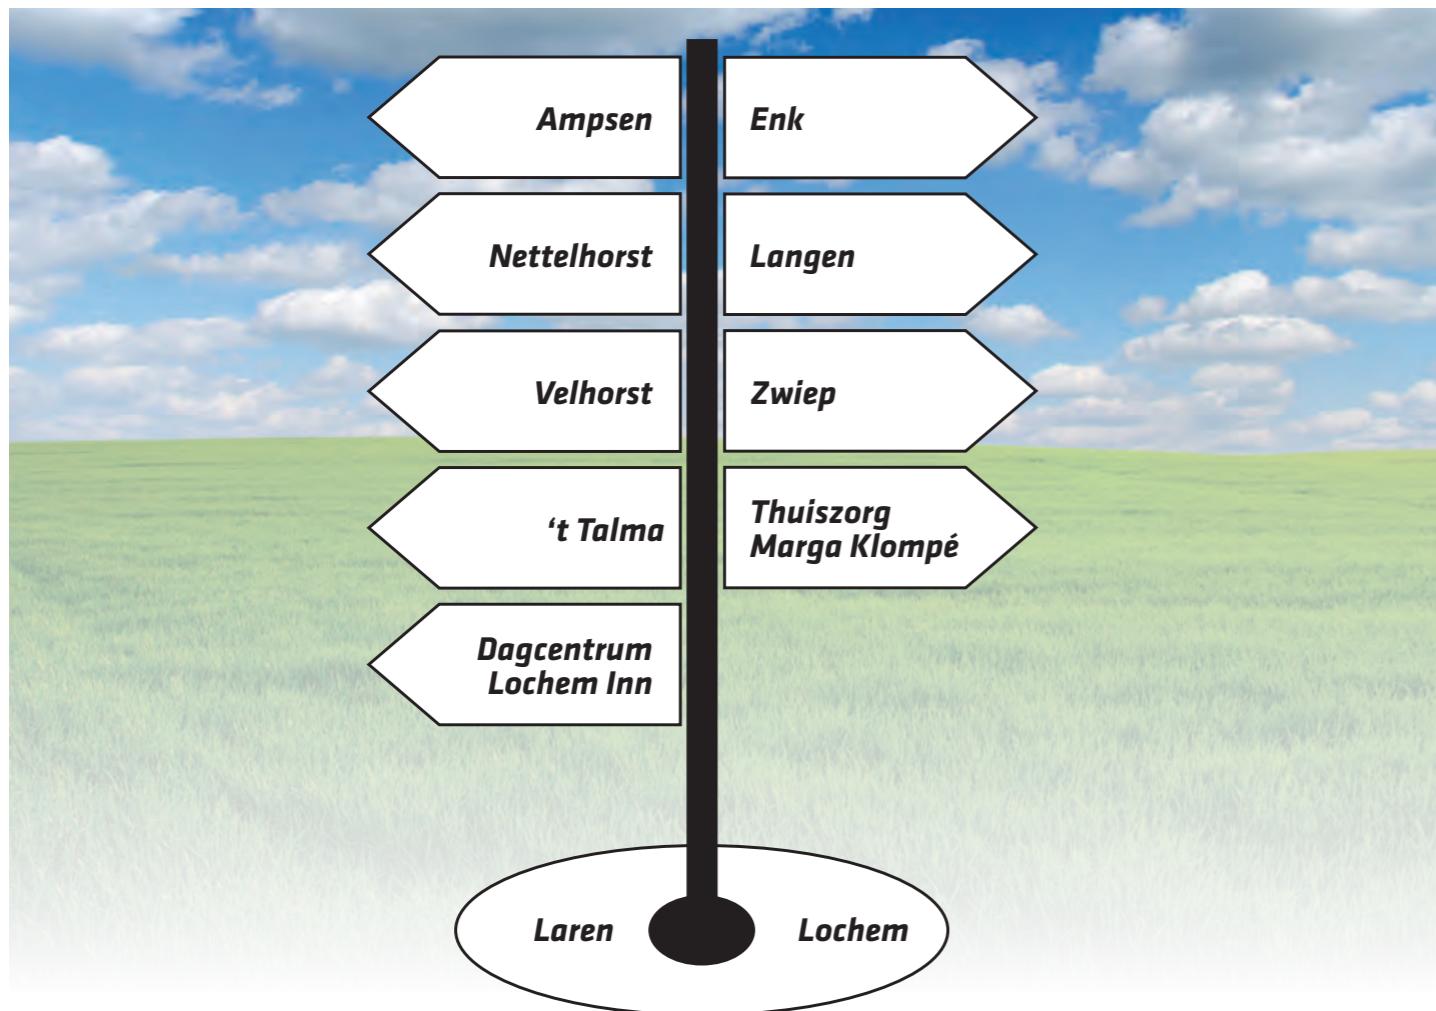 Ampsen
Enk
Nettelhorst
Langen
Velhorst
Zwiep
‘t Talma
Thuiszorg
Marga Klompé
Dagcentrum
Lochem Inn
Laren
Lochem